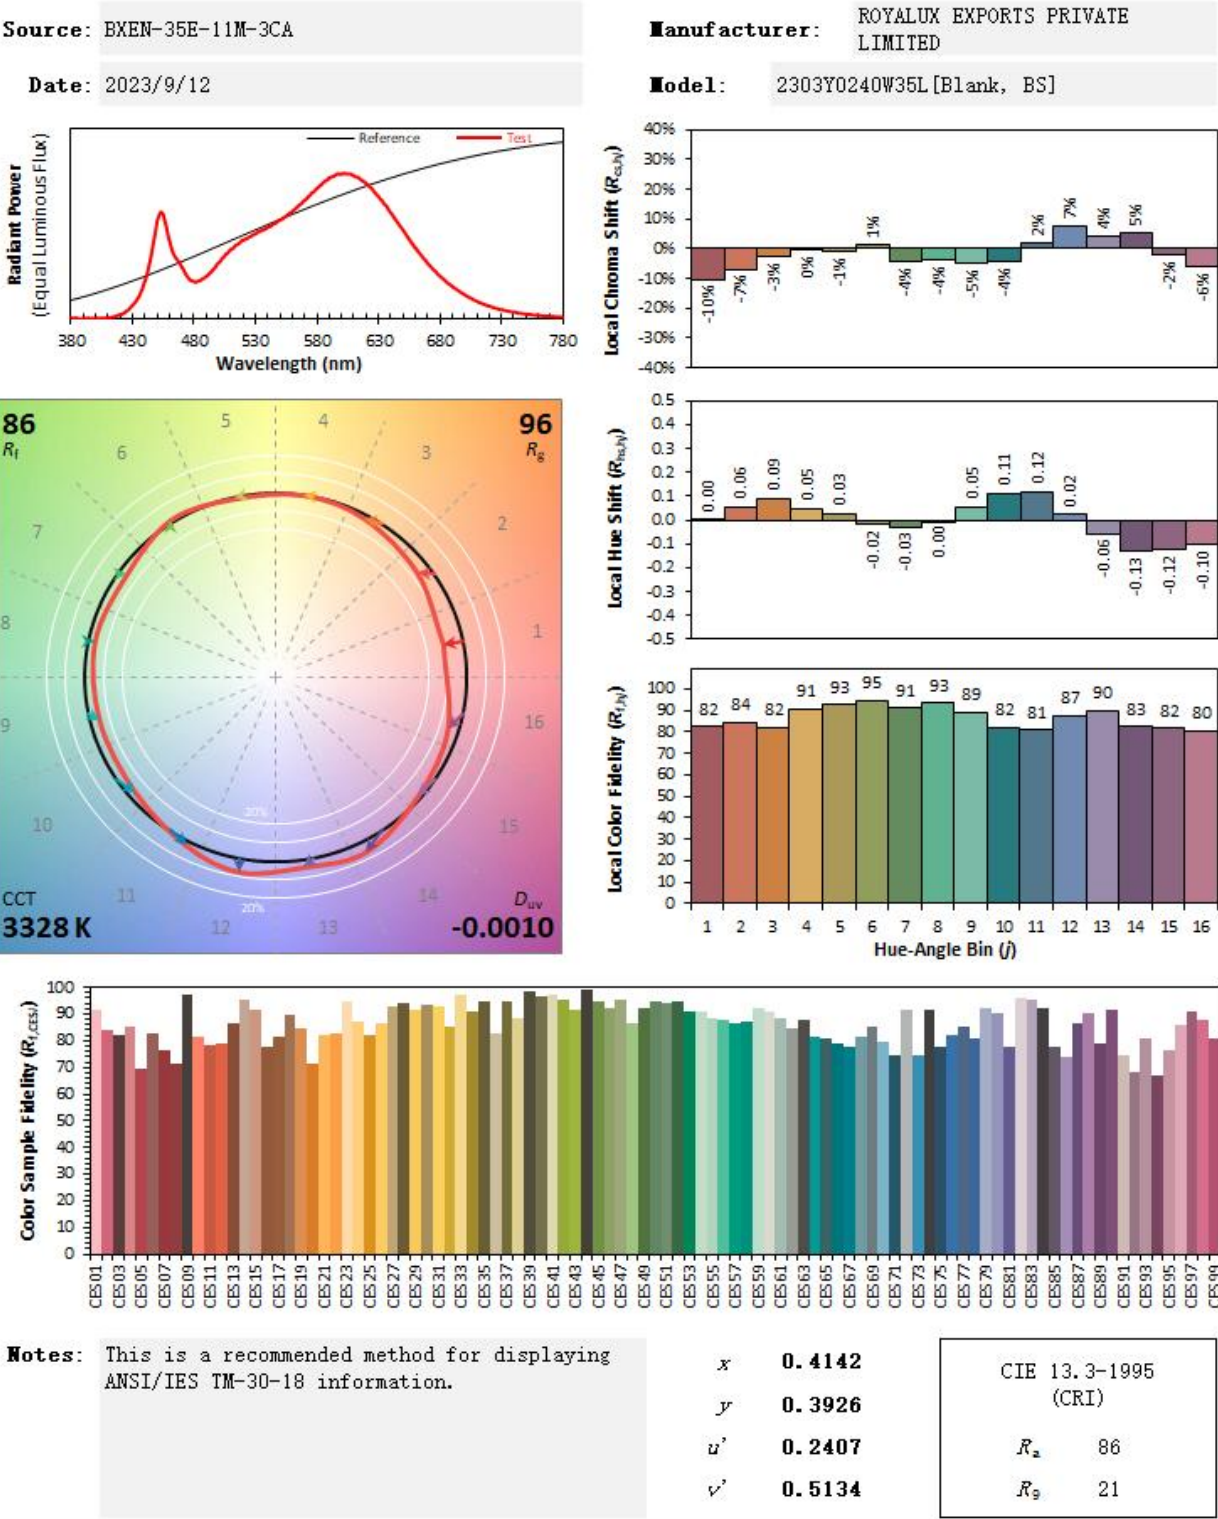 Source: BXEN-35E-11M-3CA
Manufacturer: ROYALUX EXPORTS PRIVATE
LIMITED
Date: 2023/9/12
Model: 2303Y0240W35L[Blank, BS]
Radiant Power
(Equal Luminous Flux)
Reference Test
380 430 480 530 580 630 680 730 780
Wavelength (nm)
Local Chroma Shift (Rcs,hj)
40%
30%
20%
10%
0%
-10%
-20%
-30%
-40%
-10% -7% -3% 0% -1% 1% -4% -4% -5% -4% 2% 7% 4% 5% -2% -6%
86
Rf
96
Rg
1
2
3
4
5
6
7
8
9
10
11
12
13
14
15
16
20%
20%
CCT
3328 K
Duv
-0.0010
Local Hue Shift (Rhs,hj)
0.5
0.4
0.3
0.2
0.1
0.0
-0.1
-0.2
-0.3
-0.4
-0.5
0.00 0.06 0.09 0.05 0.03 -0.02 -0.03 0.00 0.05 0.11 0.12 0.02 -0.06 -0.13 -0.12 -0.10
Local Color Fidelity (Rf,hj)
100
90
80
70
60
50
40
30
20
10
0
82 84 82 91 93 95 91 93 89 82 81 87 90 83 82 80
1 2 3 4 5 6 7 8 9 10 11 12 13 14 15 16
Hue-Angle Bin (j)
Color Sample Fidelity (Rf,CESi)
100
90
80
70
60
50
40
30
20
10
0
CES01 CES03 CES05 CES07 CES09 CES11 CES13 CES15 CES17 CES19 CES21 CES23 CES25 CES27 CES29 CES31 CES33 CES35 CES37 CES39 CES41 CES43 CES45 CES47 CES49 CES51 CES53 CES55 CES57 CES59 CES61 CES63 CES65 CES67 CES69 CES71 CES73 CES75 CES77 CES79 CES81 CES83 CES85 CES87 CES89 CES91 CES93 CES95 CES97 CES99
Notes: This is a recommended method for displaying
ANSI/IES TM-30-18 information.
x 0.4142
y 0.3926
u' 0.2407
v' 0.5134
CIE 13.3-1995
(CRI)
Ra 86
R9 21